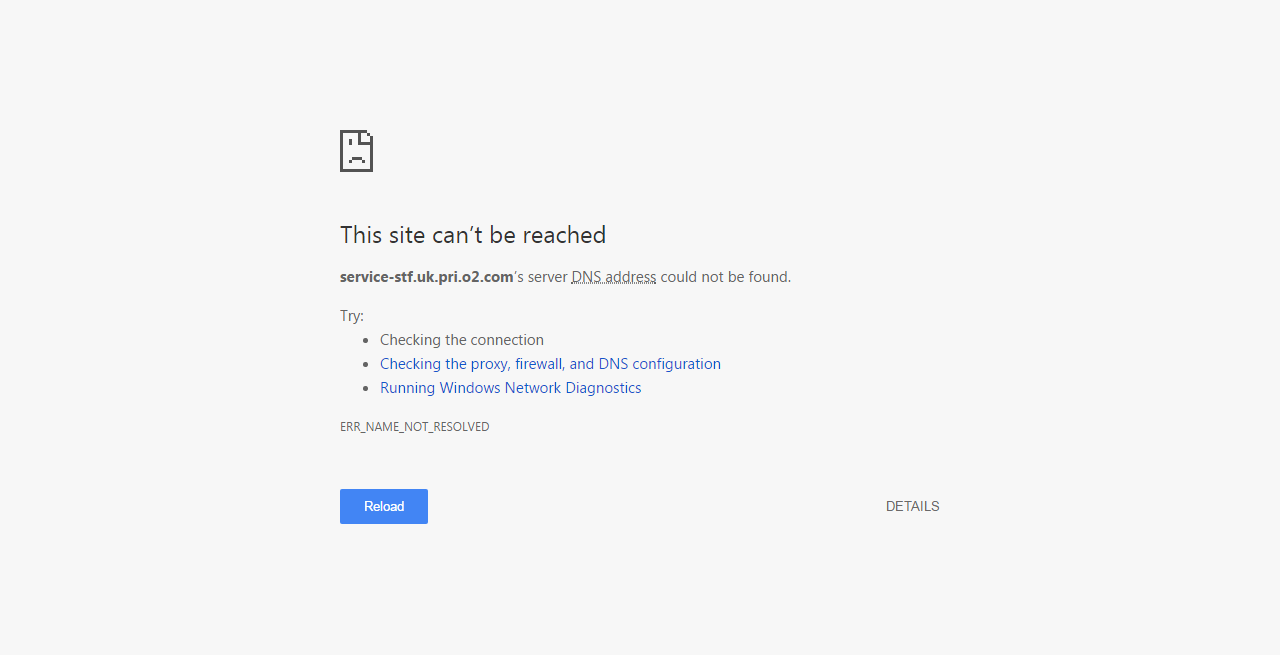 This site can’t be reached
service-stf.uk.pri.o2.com’s server DNS address could not be found.
Try:
• Checking the connection
• Checking the proxy, firewall, and DNS configuration
• Running Windows Network Diagnostics
ERR_NAME_NOT_RESOLVED
Reload DETAILS